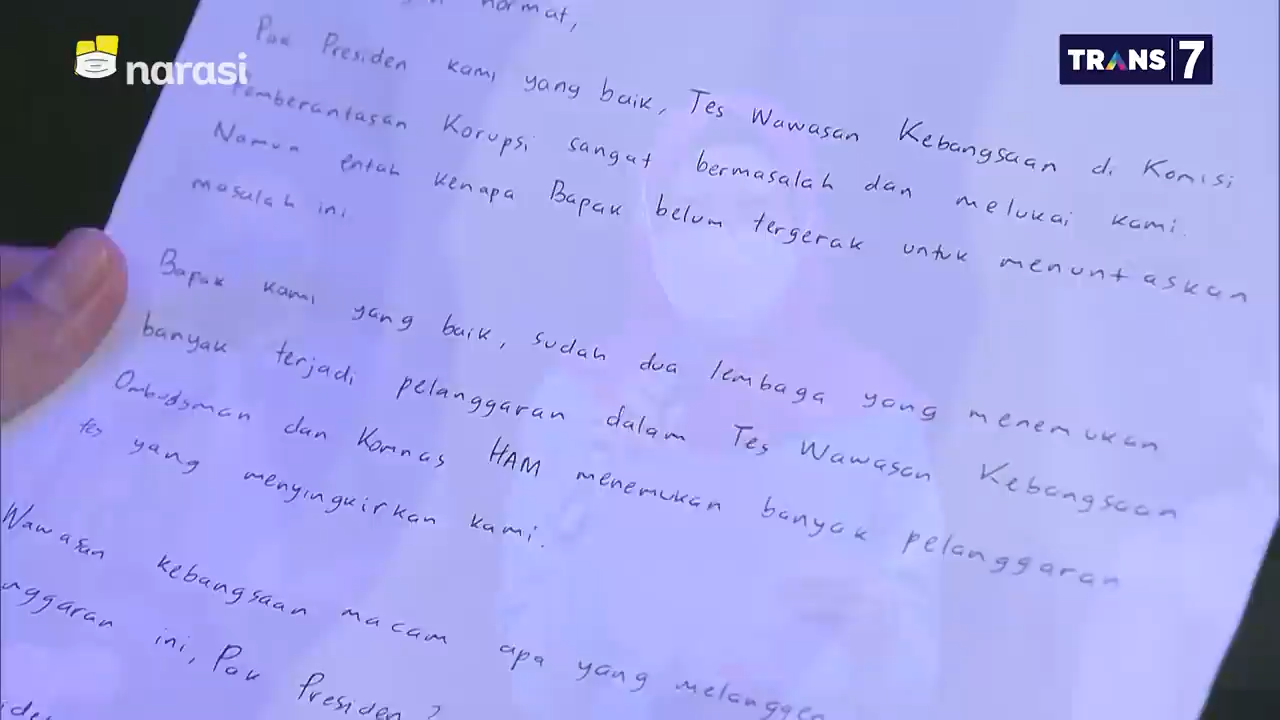 narasi
TRANS 7
hormat,
Pak Presiden kami yang baik, Tes Wawasan Kebangsaan di Komisi
Pemberantasan Korupsi sangat bermasalah dan melukai kami.
Namun entah kenapa Bapak belum tergerak untuk menuntaskan
masalah ini.
Bapak kami yang baik, sudah dua lembaga yang menemukan
banyak terjadi pelanggaran dalam Tes Wawasan Kebangsaan
Ombudsman dan Komnas HAM menemukan banyak pelanggaran
tes yang menyingkirkan kami.
Wawasan kebangsaan macam apa yang melangga
nggaran ini, Pak Presiden?